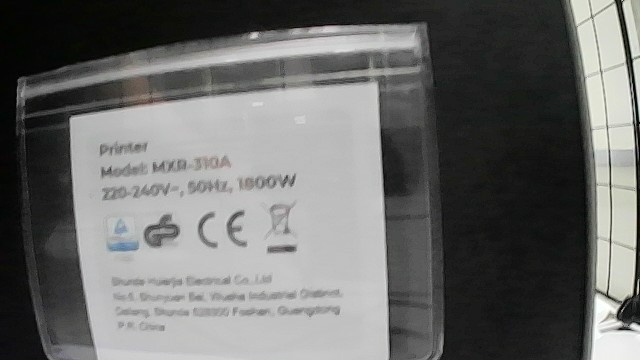 Printer
Model: MXR-310A
220-240V~, 50Hz, 1800W
CE
Shunde Huierjia Electrical Co.,Ltd
No.5, Shunyuan Bei, Wusha Industrial District,
Daliang, Shunde 528300 Foshan, Guangdong
P.R. China